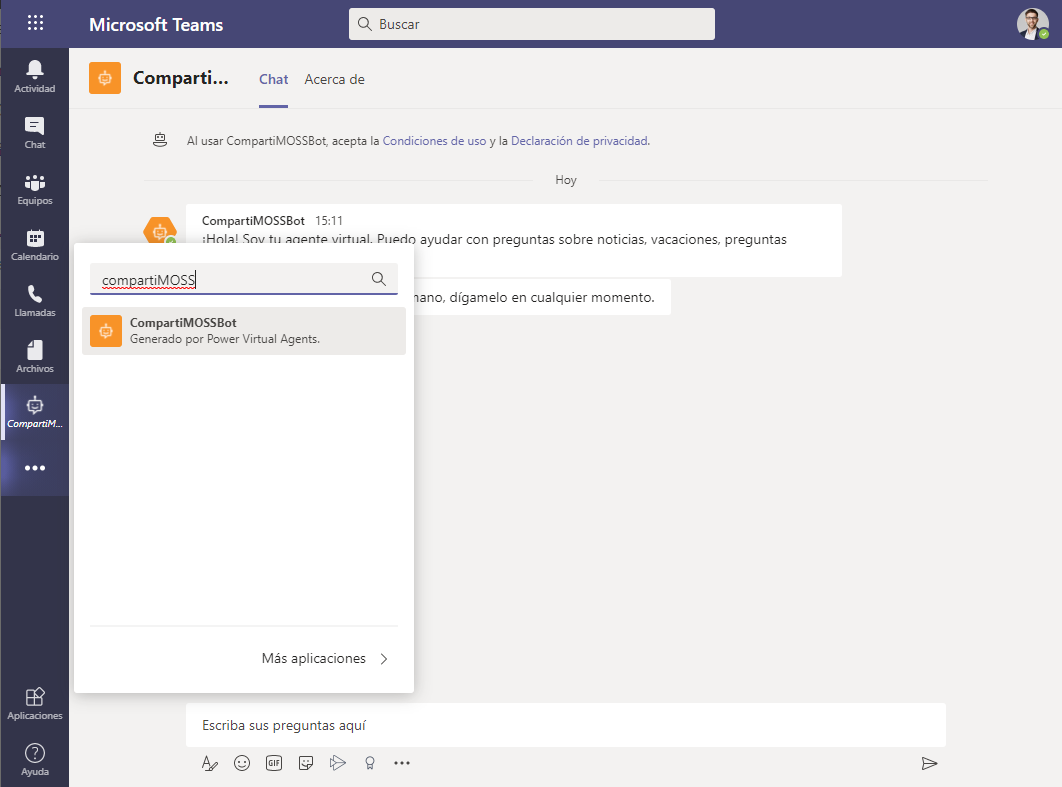 Microsoft Teams
Buscar
Actividad
Chat
Equipos
Calendario
Llamadas
Archivos
CompartiM...
Aplicaciones
Ayuda
Comparti...
Chat
Acerca de
Al usar CompartiMOSSBot, acepta la Condiciones de uso y la Declaración de privacidad.
Hoy
CompartiMOSSBot 15:11
¡Hola! Soy tu agente virtual. Puedo ayudar con preguntas sobre noticias, vacaciones, preguntas
dígamelo en cualquier momento.
compartiMOSS
CompartiMOSSBot
Generado por Power Virtual Agents.
Más aplicaciones
Escriba sus preguntas aquí
GIF